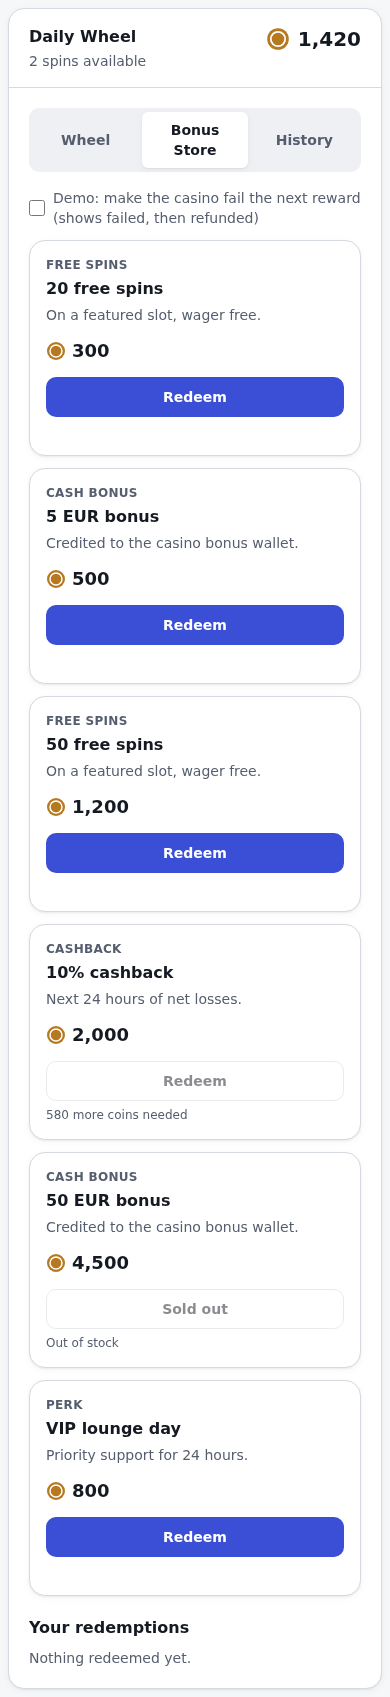 Daily Wheel
1,420
2 spins available
Wheel
Bonus
Store
History
Demo: make the casino fail the next reward
(shows failed, then refunded)
FREE SPINS
20 free spins
On a featured slot, wager free.
300
Redeem
CASH BONUS
5 EUR bonus
Credited to the casino bonus wallet.
500
Redeem
FREE SPINS
50 free spins
On a featured slot, wager free.
1,200
Redeem
CASHBACK
10% cashback
Next 24 hours of net losses.
2,000
Redeem
580 more coins needed
CASH BONUS
50 EUR bonus
Credited to the casino bonus wallet.
4,500
Sold out
Out of stock
PERK
VIP lounge day
Priority support for 24 hours.
800
Redeem
Your redemptions
Nothing redeemed yet.